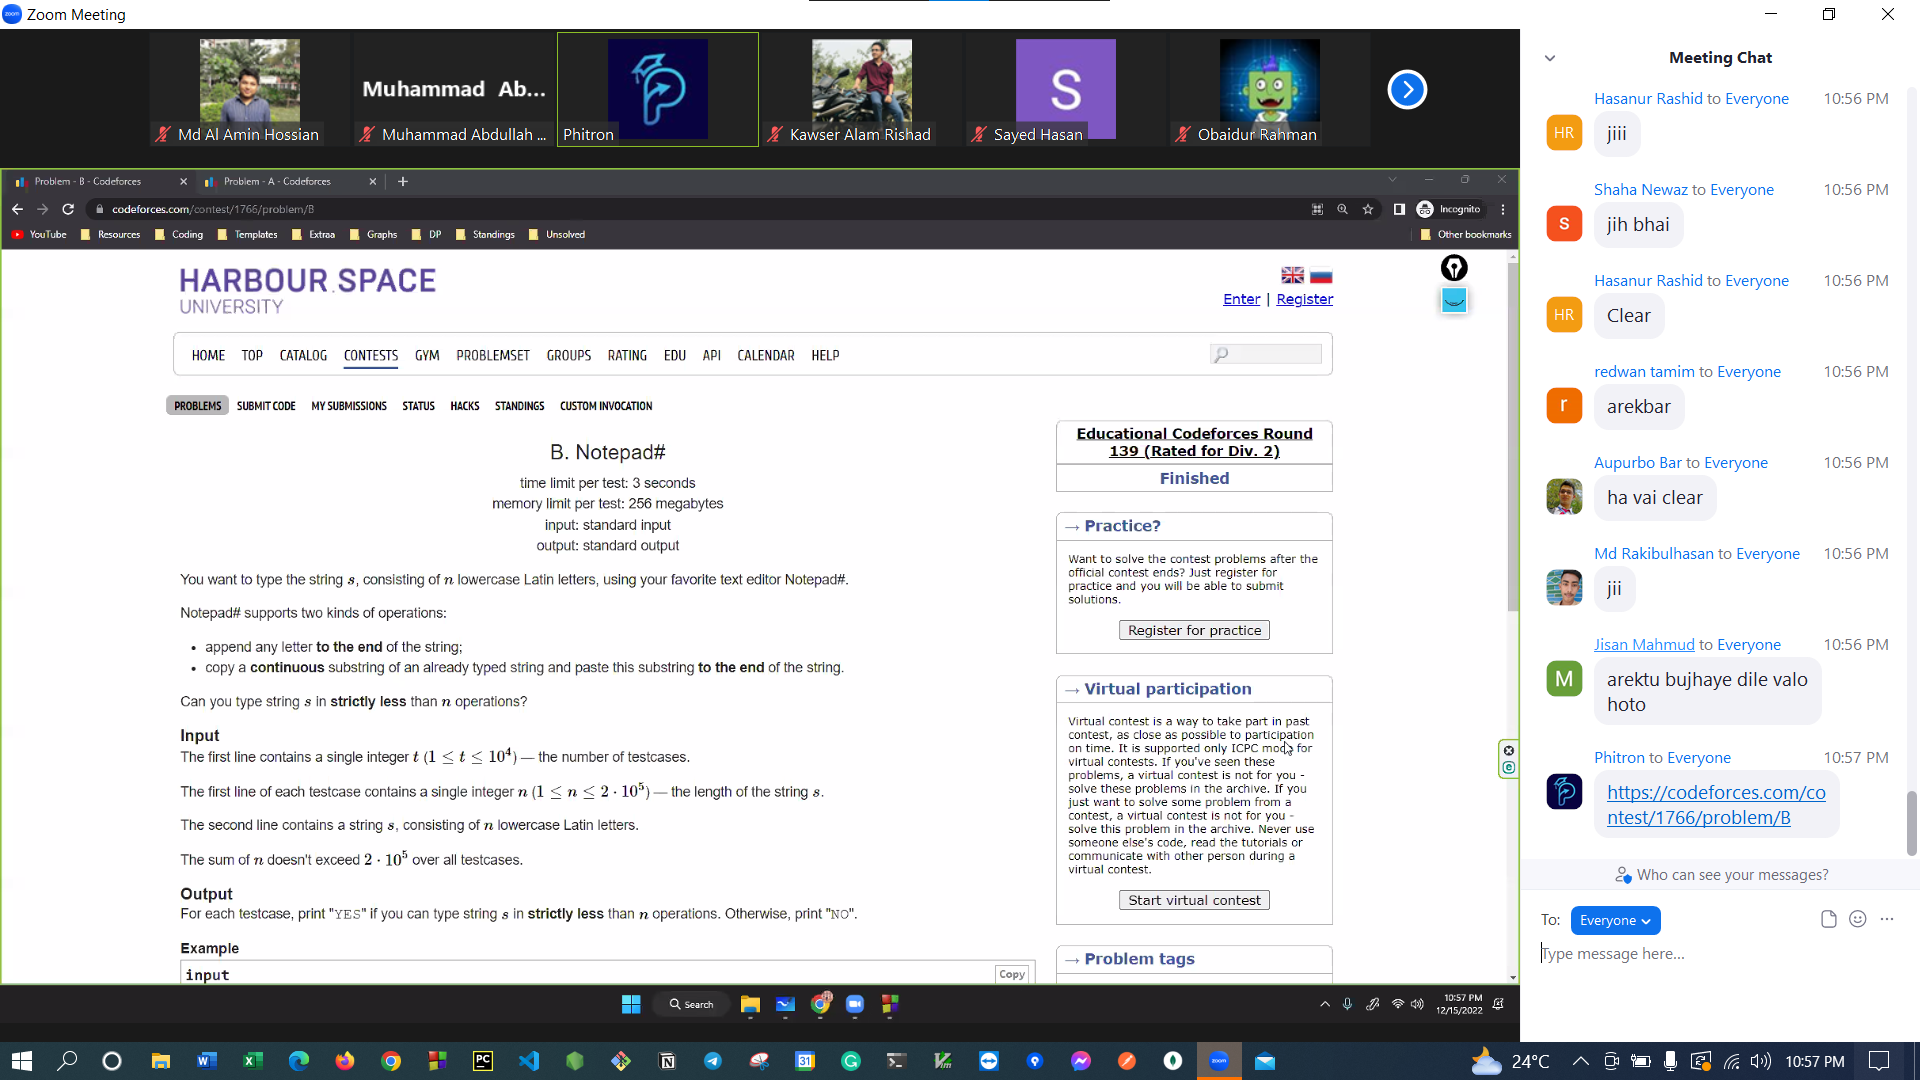 Zoom Meeting
Md Al Amin Hossian
Muhammad Ab...
Muhammad Abdullah ...
Phitron
Kawser Alam Rishad
S
Sayed Hasan
Obaidur Rahman
Problem - B - Codeforces
Problem - A - Codeforces
codeforces.com/contest/1766/problem/B
Incognito
YouTube
Resources
Coding
Templates
Extraa
Graphs
DP
Standings
Unsolved
Other bookmarks
HARBOUR.SPACE
UNIVERSITY
Enter | Register
HOME TOP CATALOG CONTESTS GYM PROBLEMSET GROUPS RATING EDU API CALENDAR HELP
PROBLEMS SUBMIT CODE MY SUBMISSIONS STATUS HACKS STANDINGS CUSTOM INVOCATION
B. Notepad#
time limit per test: 3 seconds
memory limit per test: 256 megabytes
input: standard input
output: standard output
You want to type the string s, consisting of n lowercase Latin letters, using your favorite text editor Notepad#.
Notepad# supports two kinds of operations:
• append any letter to the end of the string;
• copy a continuous substring of an already typed string and paste this substring to the end of the string.
Can you type string s in strictly less than n operations?
Input
The first line contains a single integer t (1 ≤ t ≤ 10⁴) — the number of testcases.
The first line of each testcase contains a single integer n (1 ≤ n ≤ 2 · 10⁵) — the length of the string s.
The second line contains a string s, consisting of n lowercase Latin letters.
The sum of n doesn't exceed 2 · 10⁵ over all testcases.
Output
For each testcase, print "YES" if you can type string s in strictly less than n operations. Otherwise, print "NO".
Example
input
Copy
Educational Codeforces Round
139 (Rated for Div. 2)
Finished
→ Practice?
Want to solve the contest problems after the
official contest ends? Just register for
practice and you will be able to submit
solutions.
Register for practice
→ Virtual participation
Virtual contest is a way to take part in past
contest, as close as possible to participation
on time. It is supported only ICPC mode for
virtual contests. If you've seen these
problems, a virtual contest is not for you -
solve these problems in the archive. If you
just want to solve some problem from a
contest, a virtual contest is not for you -
solve this problem in the archive. Never use
someone else's code, read the tutorials or
communicate with other person during a
virtual contest.
Start virtual contest
→ Problem tags
Search
10:57 PM
12/15/2022
Meeting Chat
Hasanur Rashid to Everyone 10:56 PM
HR
jiii
Shaha Newaz to Everyone 10:56 PM
S
jih bhai
Hasanur Rashid to Everyone 10:56 PM
HR
Clear
redwan tamim to Everyone 10:56 PM
r
arekbar
Aupurbo Bar to Everyone 10:56 PM
ha vai clear
Md Rakibulhasan to Everyone 10:56 PM
jii
Jisan Mahmud to Everyone 10:56 PM
M
arektu bujhaye dile valo
hoto
Phitron to Everyone 10:57 PM
https://codeforces.com/co
ntest/1766/problem/B
Who can see your messages?
To: Everyone
Type message here...
24°C
10:57 PM